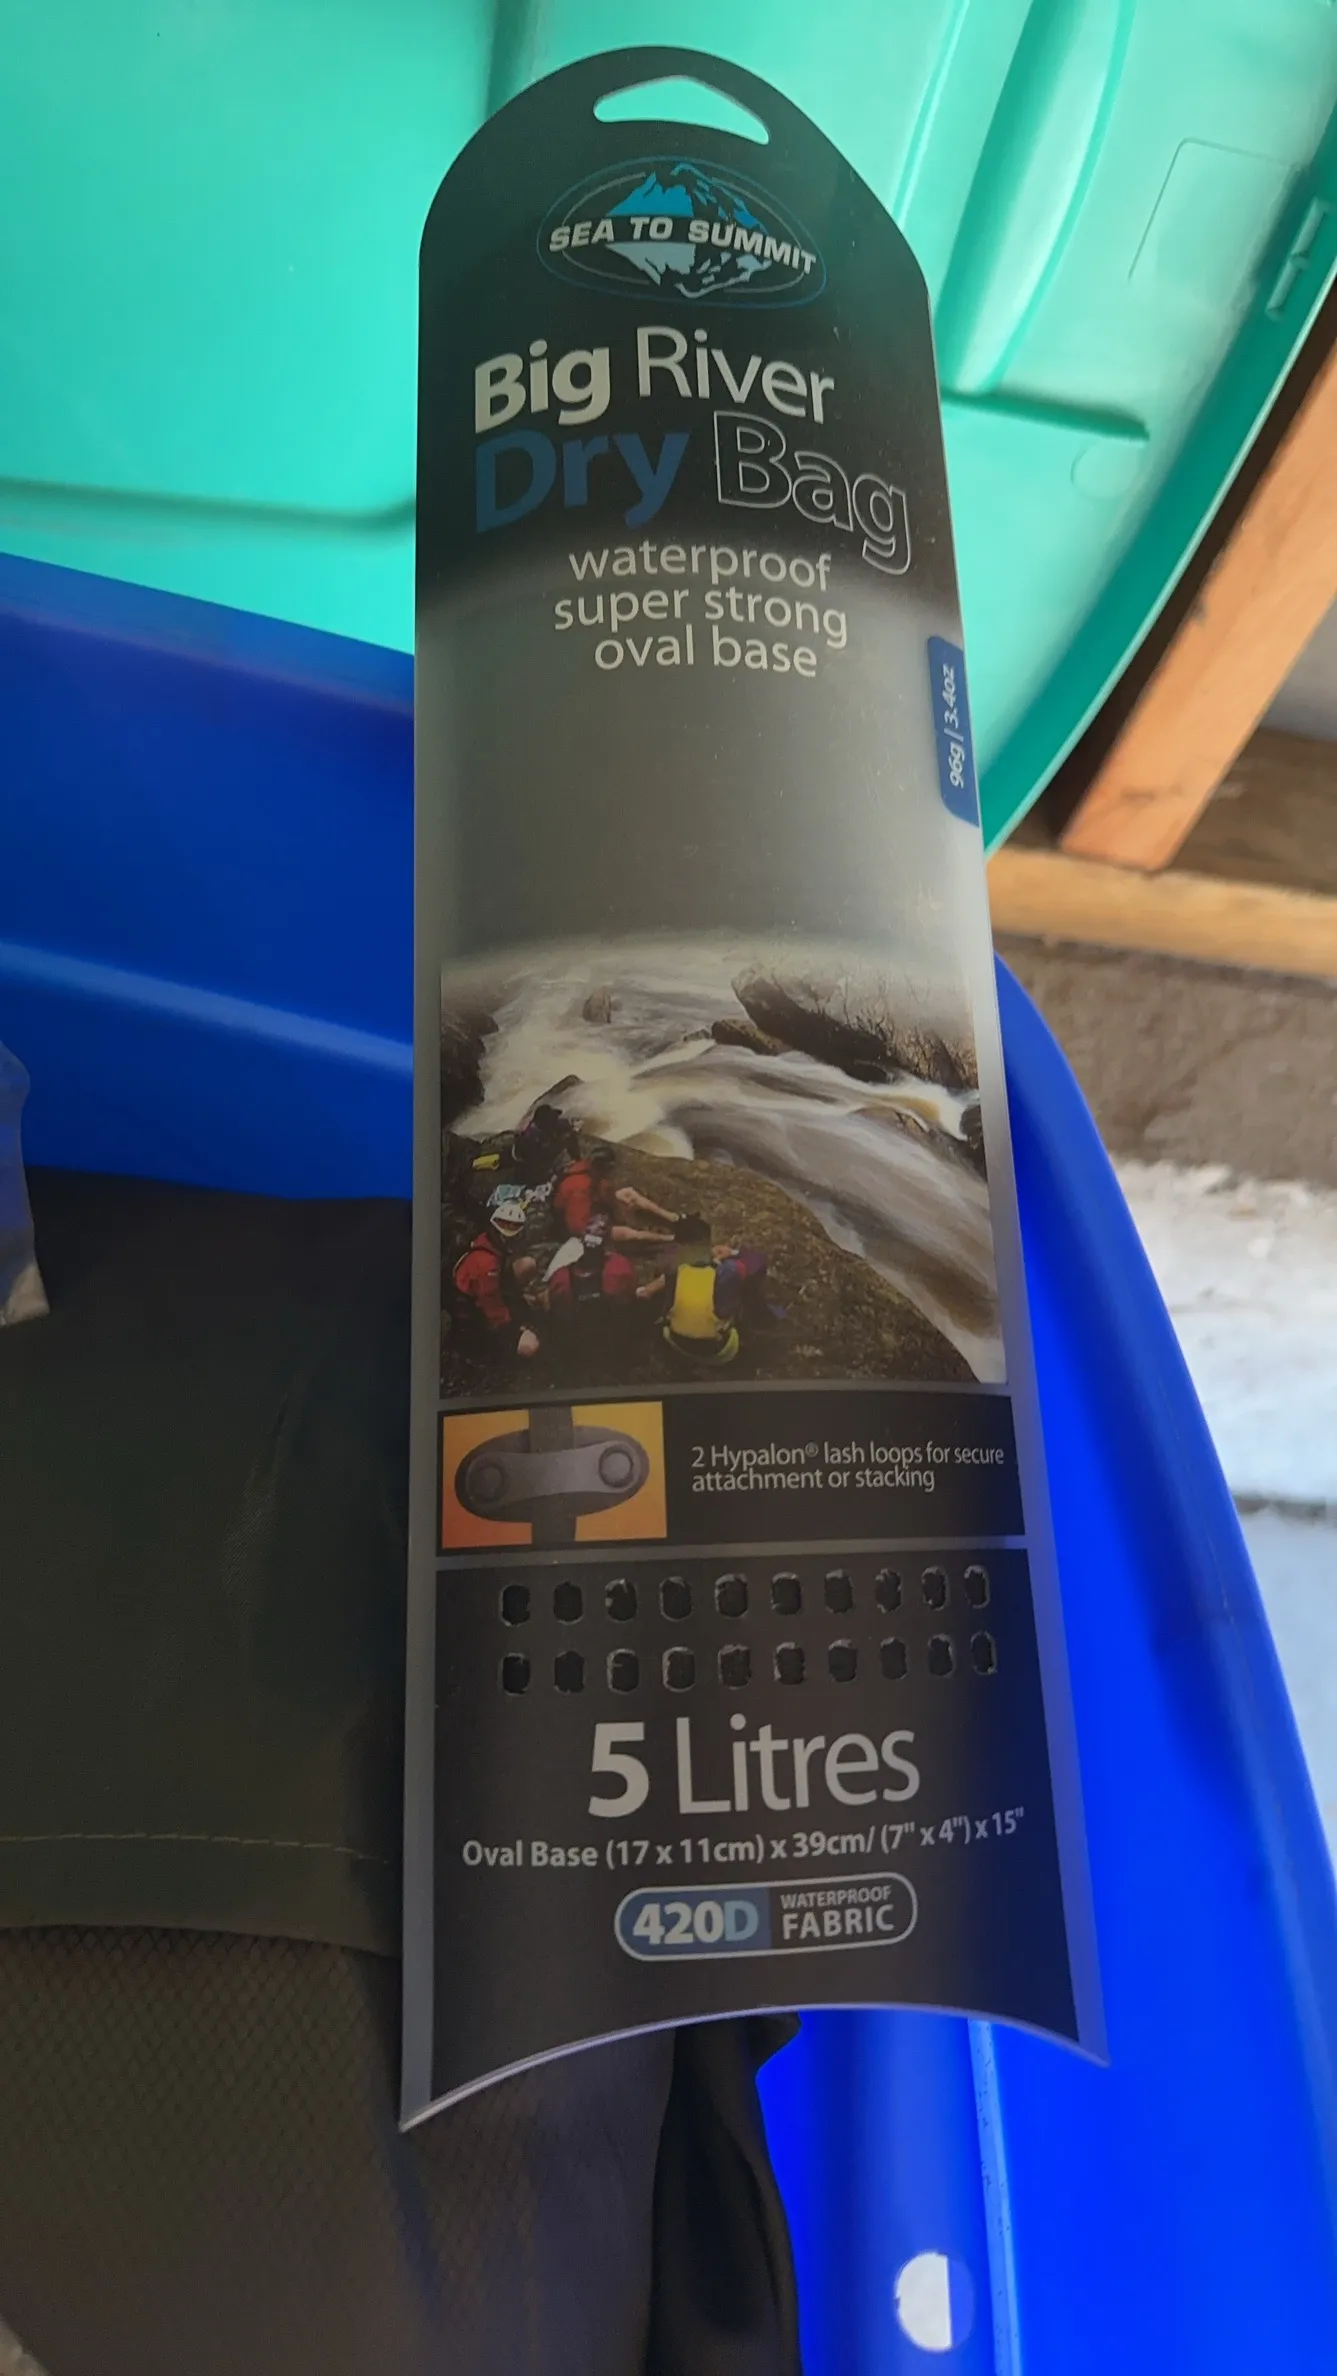 SEA TO SUMMIT
Big River
Dry Bag
waterproof
super strong
oval base
96g | 3.4oz
2 Hypalon® lash loops for secure
attachment or stacking
5 Litres
Oval Base (17 x 11cm) x 39cm/ (7" x 4") x 15"
420D WATERPROOF
FABRIC